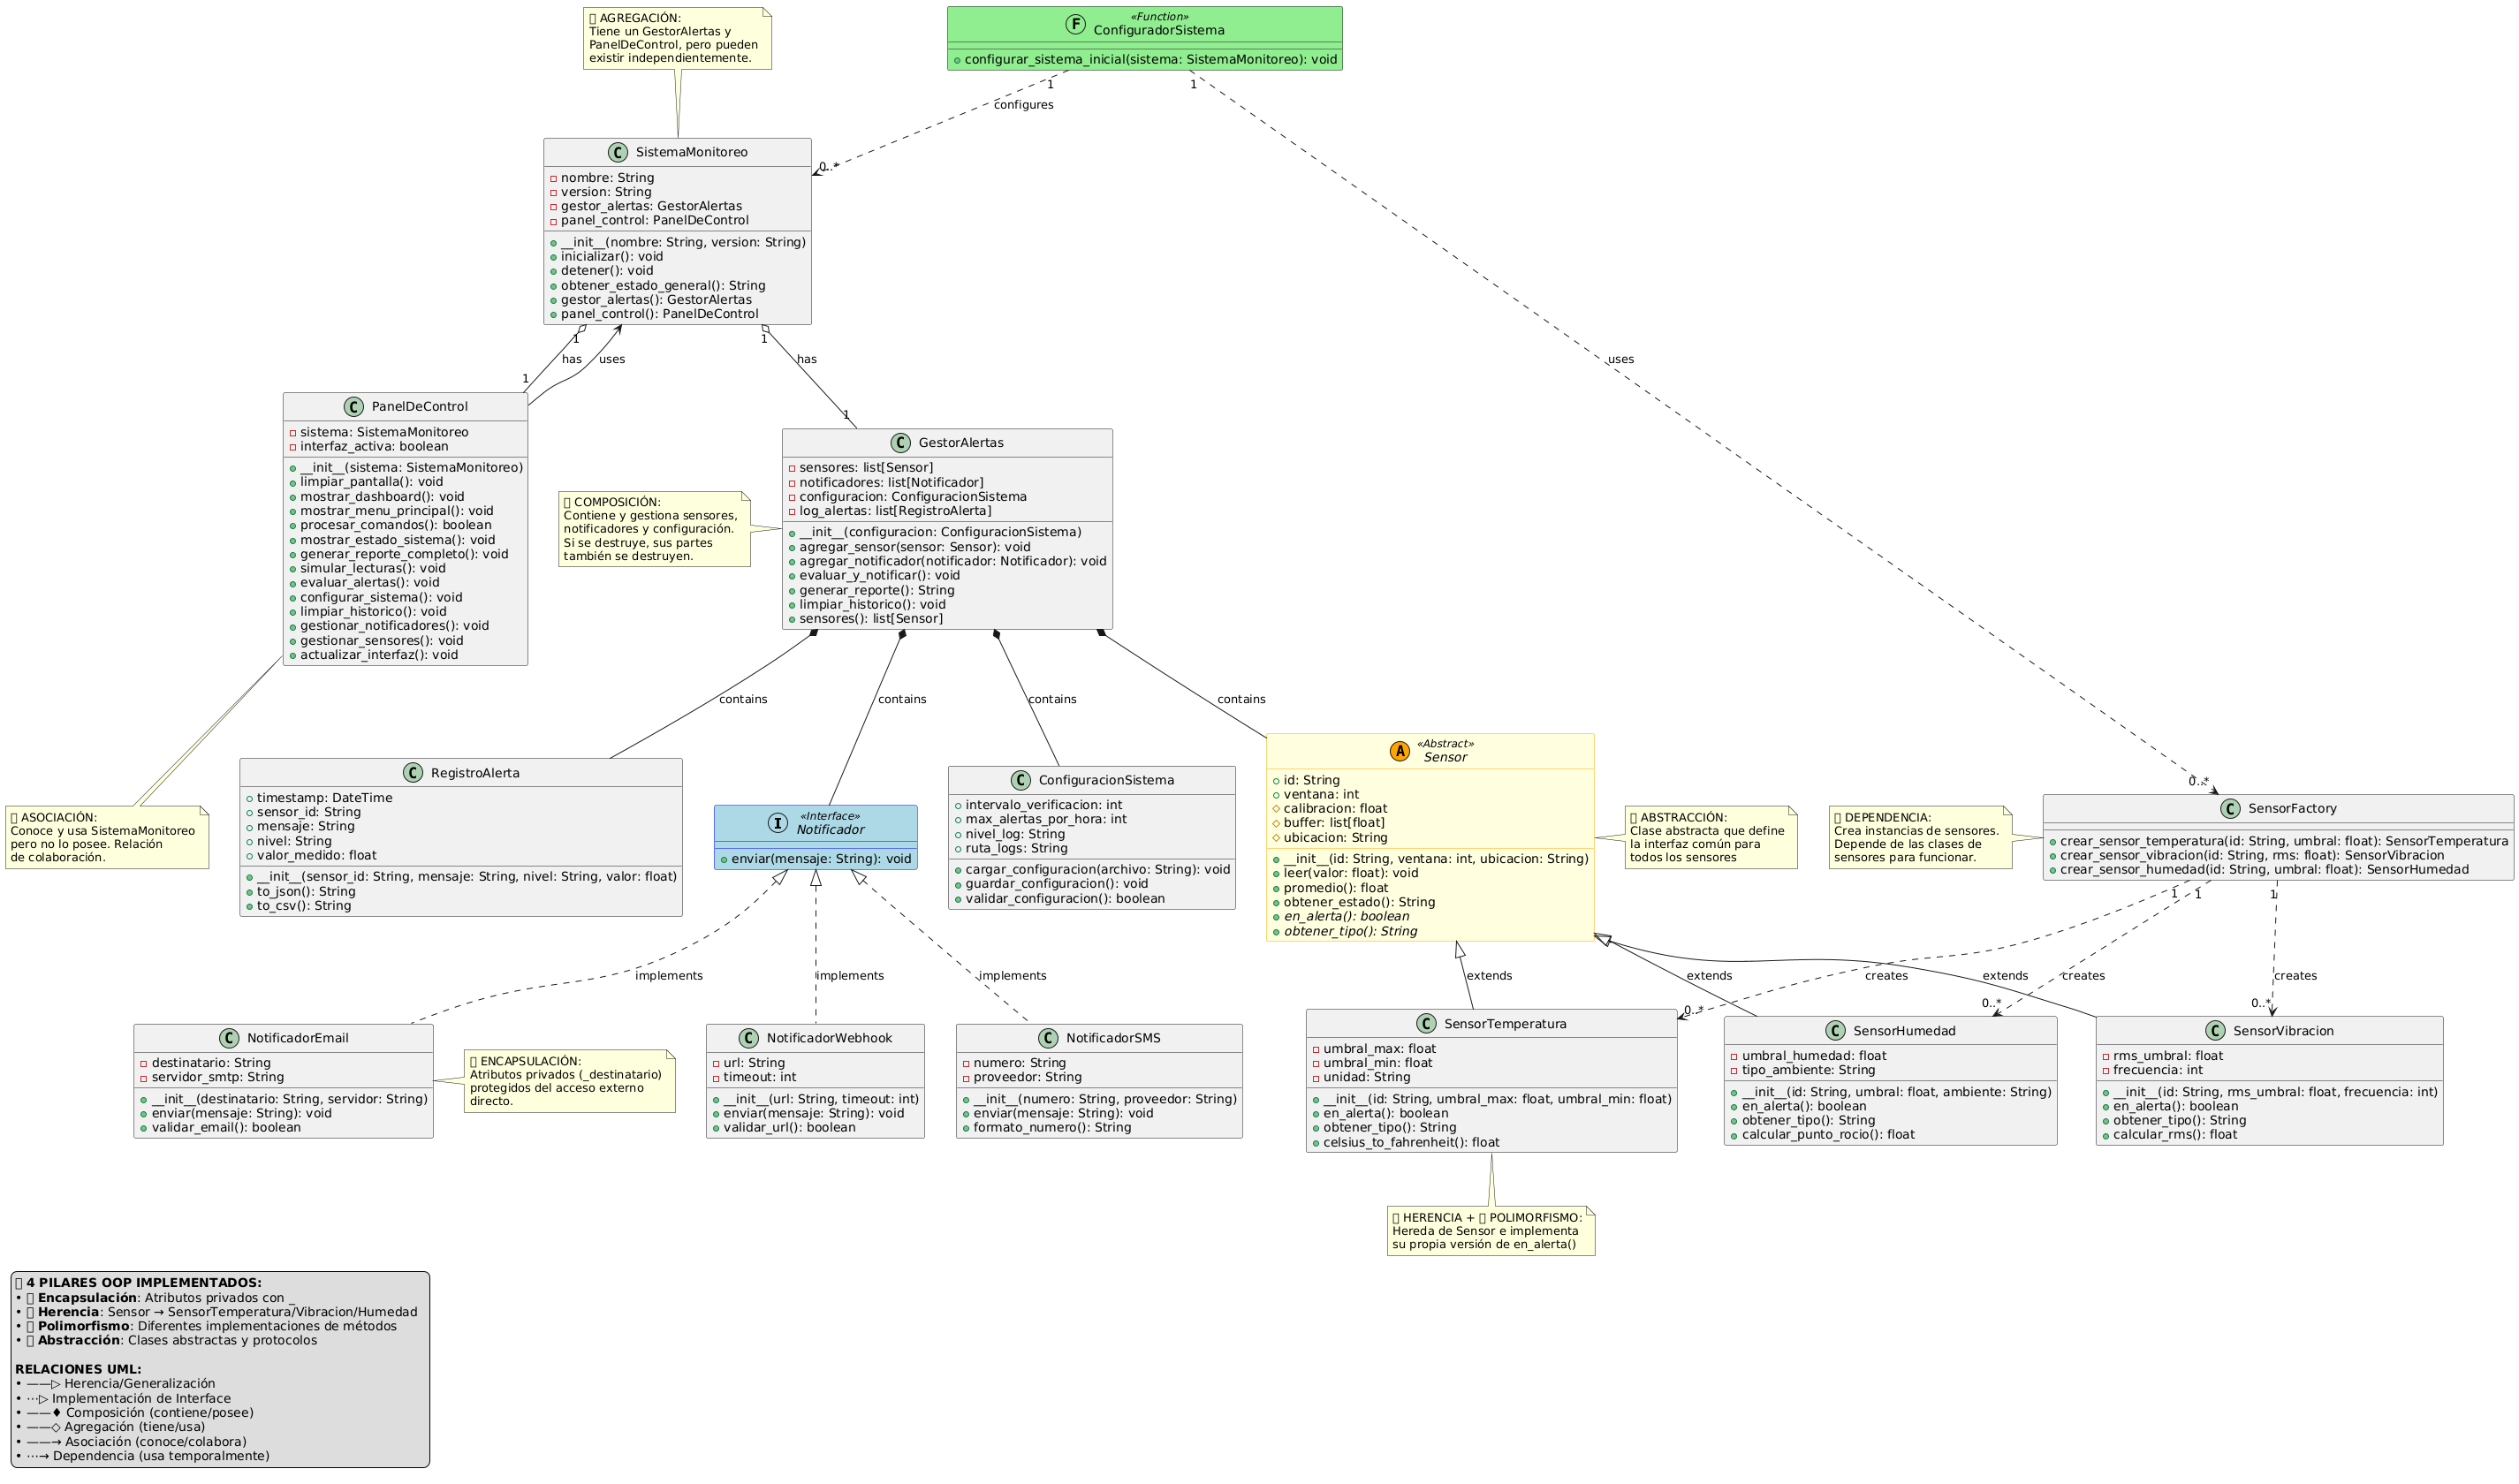 AGREGACIÓN:
Tiene un GestorAlertas y
PanelDeControl, pero pueden
existir independientemente.
«Function»
F
ConfiguradorSistema
configurar_sistema_inicial(sistema: SistemaMonitoreo): void
1
1
configures
0..*
uses
C SistemaMonitoreo
nombre: String
version: String
gestor_alertas: GestorAlertas
panel_control: PanelDeControl
__init__(nombre: String, version: String)
inicializar(): void
detener(): void
obtener_estado_general(): String
gestor_alertas(): GestorAlertas
panel_control(): PanelDeControl
1
1
has
uses
has
1
1
C PanelDeControl
sistema: SistemaMonitoreo
interfaz_activa: boolean
__init__(sistema: SistemaMonitoreo)
limpiar_pantalla(): void
mostrar_dashboard(): void
mostrar_menu_principal(): void
procesar_comandos(): boolean
mostrar_estado_sistema(): void
generar_reporte_completo(): void
simular_lecturas(): void
evaluar_alertas(): void
configurar_sistema(): void
limpiar_historico(): void
gestionar_notificadores(): void
gestionar_sensores(): void
actualizar_interfaz(): void
COMPOSICIÓN:
Contiene y gestiona sensores,
notificadores y configuración.
Si se destruye, sus partes
también se destruyen.
C GestorAlertas
sensores: list[Sensor]
notificadores: list[Notificador]
configuracion: ConfiguracionSistema
log_alertas: list[RegistroAlerta]
__init__(configuracion: ConfiguracionSistema)
agregar_sensor(sensor: Sensor): void
agregar_notificador(notificador: Notificador): void
evaluar_y_notificar(): void
generar_reporte(): String
limpiar_historico(): void
sensores(): list[Sensor]
contains
contains
contains
contains
ASOCIACIÓN:
Conoce y usa SistemaMonitoreo
pero no lo posee. Relación
de colaboración.
C RegistroAlerta
timestamp: DateTime
sensor_id: String
mensaje: String
nivel: String
valor_medido: float
__init__(sensor_id: String, mensaje: String, nivel: String, valor: float)
to_json(): String
to_csv(): String
«Interface»
I
Notificador
enviar(mensaje: String): void
C ConfiguracionSistema
intervalo_verificacion: int
max_alertas_por_hora: int
nivel_log: String
ruta_logs: String
cargar_configuracion(archivo: String): void
guardar_configuracion(): void
validar_configuracion(): boolean
«Abstract»
A
Sensor
id: String
ventana: int
calibracion: float
buffer: list[float]
ubicacion: String
__init__(id: String, ventana: int, ubicacion: String)
leer(valor: float): void
promedio(): float
obtener_estado(): String
en_alerta(): boolean
obtener_tipo(): String
ABSTRACCIÓN:
Clase abstracta que define
la interfaz común para
todos los sensores
DEPENDENCIA:
Crea instancias de sensores.
Depende de las clases de
sensores para funcionar.
0..*
C SensorFactory
crear_sensor_temperatura(id: String, umbral: float): SensorTemperatura
crear_sensor_vibracion(id: String, rms: float): SensorVibracion
crear_sensor_humedad(id: String, umbral: float): SensorHumedad
1
1
1
implements
implements
implements
extends
extends
creates
extends
creates
creates
0..*
0..*
0..*
C NotificadorEmail
destinatario: String
servidor_smtp: String
__init__(destinatario: String, servidor: String)
enviar(mensaje: String): void
validar_email(): boolean
ENCAPSULACIÓN:
Atributos privados (_destinatario)
protegidos del acceso externo
directo.
C NotificadorWebhook
url: String
timeout: int
__init__(url: String, timeout: int)
enviar(mensaje: String): void
validar_url(): boolean
C NotificadorSMS
numero: String
proveedor: String
__init__(numero: String, proveedor: String)
enviar(mensaje: String): void
formato_numero(): String
C SensorTemperatura
umbral_max: float
umbral_min: float
unidad: String
__init__(id: String, umbral_max: float, umbral_min: float)
en_alerta(): boolean
obtener_tipo(): String
celsius_to_fahrenheit(): float
C SensorHumedad
umbral_humedad: float
tipo_ambiente: String
__init__(id: String, umbral: float, ambiente: String)
en_alerta(): boolean
obtener_tipo(): String
calcular_punto_rocio(): float
C SensorVibracion
rms_umbral: float
frecuencia: int
__init__(id: String, rms_umbral: float, frecuencia: int)
en_alerta(): boolean
obtener_tipo(): String
calcular_rms(): float
HERENCIA + POLIMORFISMO:
Hereda de Sensor e implementa
su propia versión de en_alerta()
4 PILARES OOP IMPLEMENTADOS:
• Encapsulación: Atributos privados con _
• Herencia: Sensor → SensorTemperatura/Vibracion/Humedad
• Polimorfismo: Diferentes implementaciones de métodos
• Abstracción: Clases abstractas y protocolos
RELACIONES UML:
• ——▷ Herencia/Generalización
• ···▷ Implementación de Interface
• ——♦ Composición (contiene/posee)
• ——◇ Agregación (tiene/usa)
• ——→ Asociación (conoce/colabora)
• ···→ Dependencia (usa temporalmente)